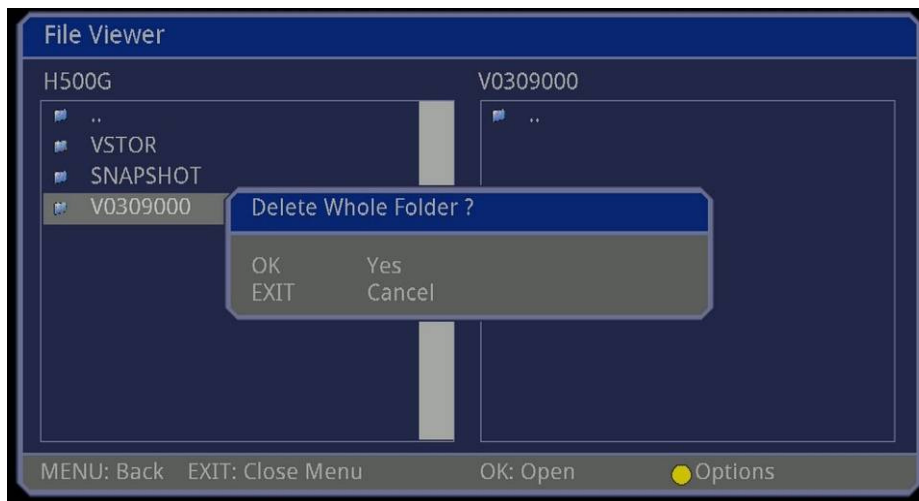 File Viewer
H500G
V0309000
..
..
VSTOR
SNAPSHOT
V0309000
Delete Whole Folder ?
OK Yes
EXIT Cancel
MENU: Back EXIT: Close Menu OK: Open Options